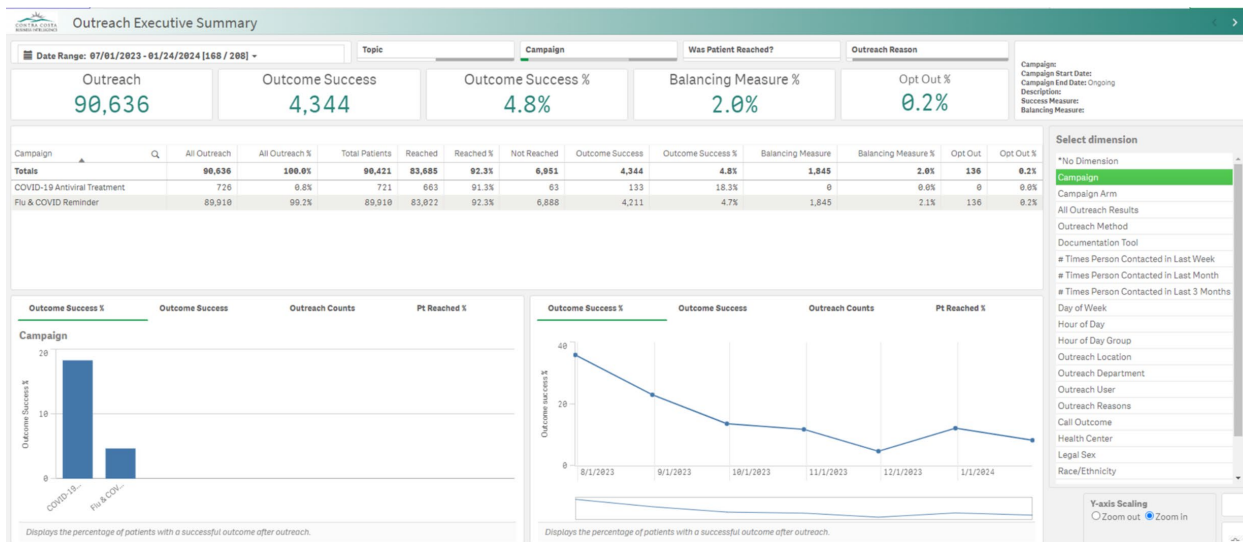 CONTRA COSTA
BUSINESS INTELLIGENCE
Outreach Executive Summary
Date Range: 07/01/2023 - 01/24/2024 [168 / 208]
Topic
Campaign
Was Patient Reached?
Outreach Reason
Campaign:
Campaign Start Date:
Campaign End Date: Ongoing
Description:
Success Measure:
Balancing Measure:
Outreach
90,636
Outcome Success
4,344
Outcome Success %
4.8%
Balancing Measure %
2.0%
Opt Out %
0.2%
Campaign All Outreach All Outreach % Total Patients Reached Reached % Not Reached Outcome Success Outcome Success % Balancing Measure Balancing Measure % Opt Out Opt Out %
Totals 90,636 100.0% 90,421 83,685 92.3% 6,951 4,344 4.8% 1,845 2.0% 136 0.2%
COVID-19 Antiviral Treatment 726 0.8% 721 663 91.3% 63 133 18.3% 0 0.0% 0 0.0%
Flu & COVID Reminder 89,910 99.2% 89,910 83,022 92.3% 6,888 4,211 4.7% 1,845 2.1% 136 0.2%
Select dimension
*No Dimension
Campaign
Campaign Arm
All Outreach Results
Outreach Method
Documentation Tool
# Times Person Contacted in Last Week
# Times Person Contacted in Last Month
# Times Person Contacted in Last 3 Months
Day of Week
Hour of Day
Hour of Day Group
Outreach Location
Outreach Department
Outreach User
Outreach Reasons
Call Outcome
Health Center
Legal Sex
Race/Ethnicity
Y-axis Scaling
Zoom out Zoom in
Outcome Success % Outcome Success Outreach Counts Pt Reached %
Campaign
Outcome Success %
20
10
0
COVID-19...
Flu & COV...
Displays the percentage of patients with a successful outcome after outreach.
Outcome Success % Outcome Success Outreach Counts Pt Reached %
Outcome success %
40
20
0
8/1/2023 9/1/2023 10/1/2023 11/1/2023 12/1/2023 1/1/2024
Displays the percentage of patients with a successful outcome after outreach.